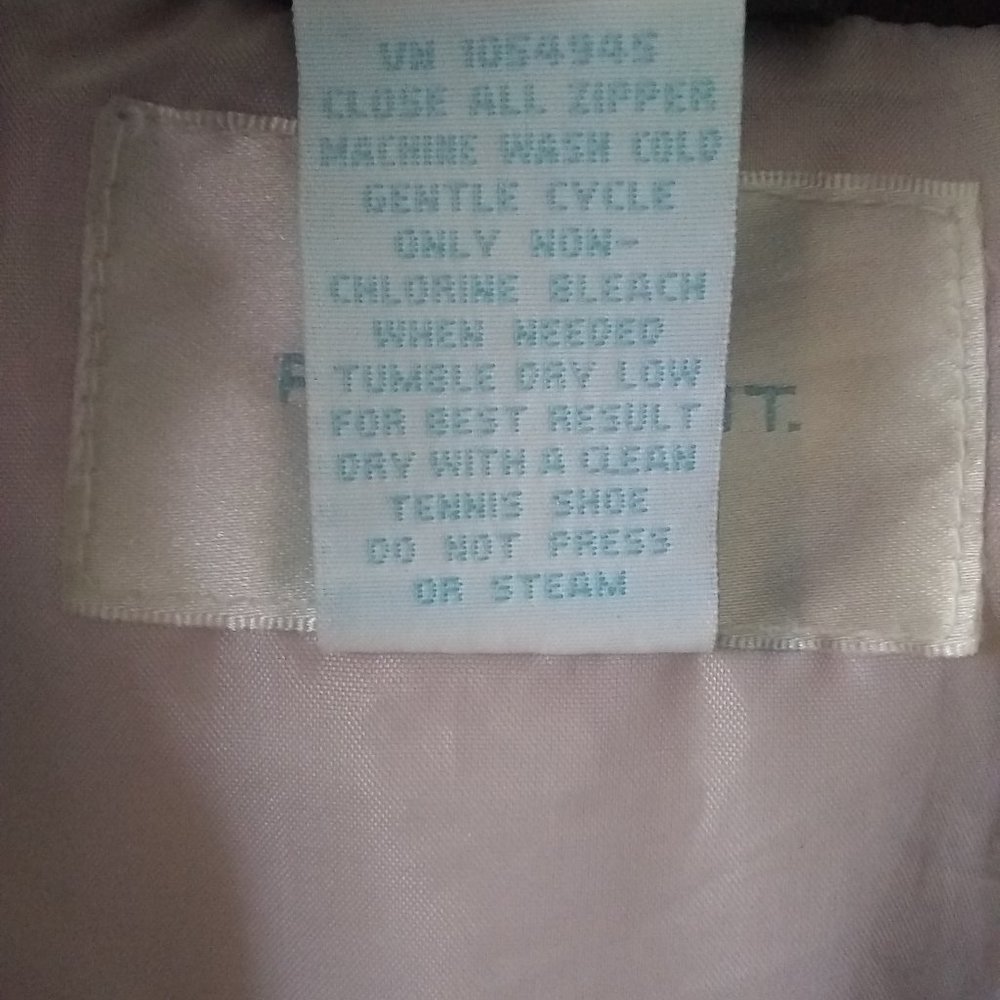 VN 1054945
CLOSE ALL ZIPPER
MACHINE WASH COLD
GENTLE CYCLE
ONLY NON-
CHLORINE BLEACH
WHEN NEEDED
TUMBLE DRY LOW
FOR BEST RESULT
DRY WITH A CLEAN
TENNIS SHOE
DO NOT PRESS
OR STEAM